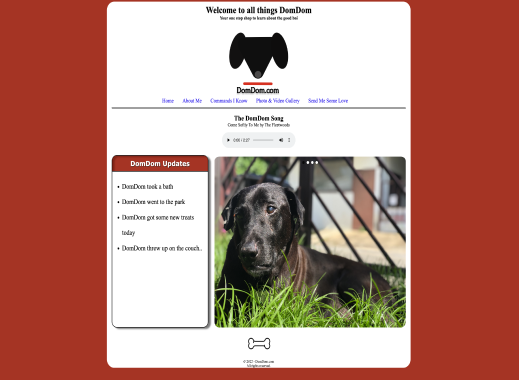 Welcome to all things DomDom
Your one stop shop to learn about the good boi
DomDom.com
Home About Me Commands I Know Photo & Video Gallery Send Me Some Love
The DomDom Song
Come Softly To Me by The Fleetwoods
0:00 / 0:27
DomDom Updates
• DomDom took a bath
• DomDom went to the park
• DomDom got some new treats
today
• DomDom threw up on the couch..
© 2022 - DomDom.com
All rights reserved